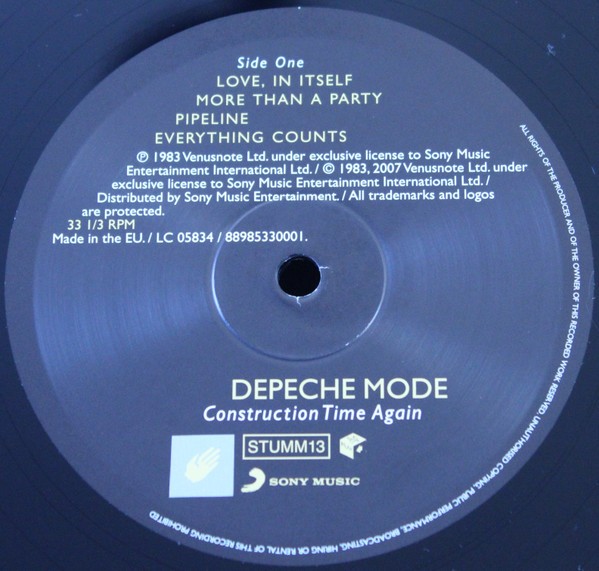 Side One
LOVE, IN ITSELF
MORE THAN A PARTY
PIPELINE
EVERYTHING COUNTS
℗ 1983 Venusnote Ltd. under exclusive license to Sony Music
Entertainment International Ltd. / © 1983, 2007 Venusnote Ltd. under
exclusive license to Sony Music Entertainment International Ltd. /
Distributed by Sony Music Entertainment. / All trademarks and logos
are protected.
33 1/3 RPM
Made in the EU. / LC 05834 / 88985330001.
DEPECHE MODE
Construction Time Again
STUMM13
SONY MUSIC
ALL RIGHTS OF THE PRODUCER AND OF THE OWNER OF THIS RECORDED WORK RESERVED. UNAUTHORISED COPYING, PUBLIC PERFORMANCE, BROADCASTING, HIRING OR RENTAL OF THIS RECORDING PROHIBITED